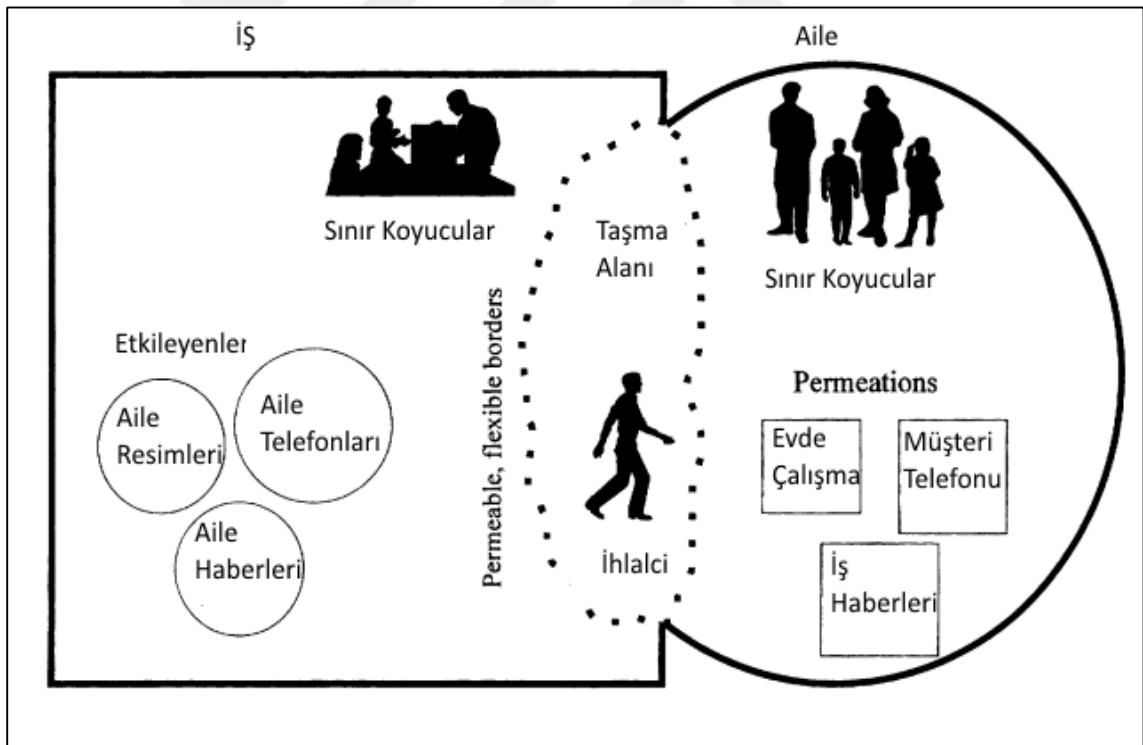 İŞ
Aile
Sınır Koyucular
Taşma
Alanı
Sınır Koyucular
Permeable, flexible borders
Etkileyenler
Aile
Resimleri
Aile
Telefonları
Aile
Haberleri
İhlalci
Permeations
Evde
Çalışma
Müşteri
Telefonu
İş
Haberleri